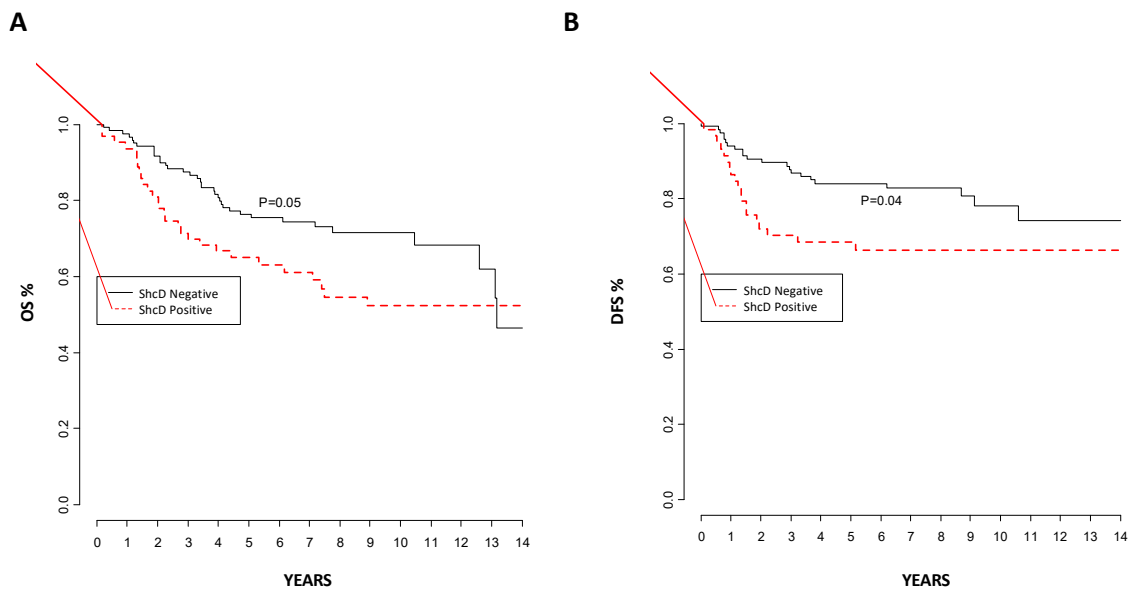 A
B
1.0
0.8
0.6
0.4
0.2
0.0
OS %
P=0.05
ShcD Negative
ShcD Positive
0 1 2 3 4 5 6 7 8 9 10 11 12 13 14
YEARS
1.0
0.8
0.6
0.4
0.2
0.0
DFS %
P=0.04
ShcD Negative
ShcD Positive
0 1 2 3 4 5 6 7 8 9 10 11 12 13 14
YEARS